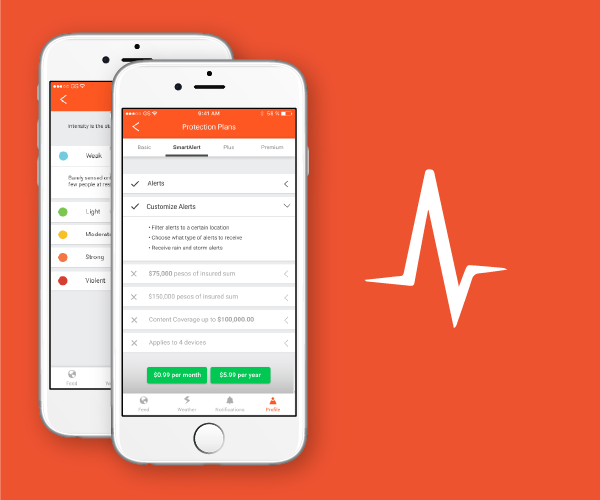 GS
Intensity is the
Weak
Barely sensed
few people at
Light
Moderate
Strong
Violent
Feed
GS 9:41 AM 58 %
Protection Plans
Basic SmartAlert Plus Premium
Alerts
Customize Alerts
• Filter alerts to a certain location
• Choose what type of alerts to receive
• Receive rain and storm alerts
$75,000 pesos of insured sum
$150,000 pesos of insured sum
Content Coverage up to $100,000.00
Applies to 4 devices
$0.99 per month $5.99 per year
Feed Weather Notifications Profile